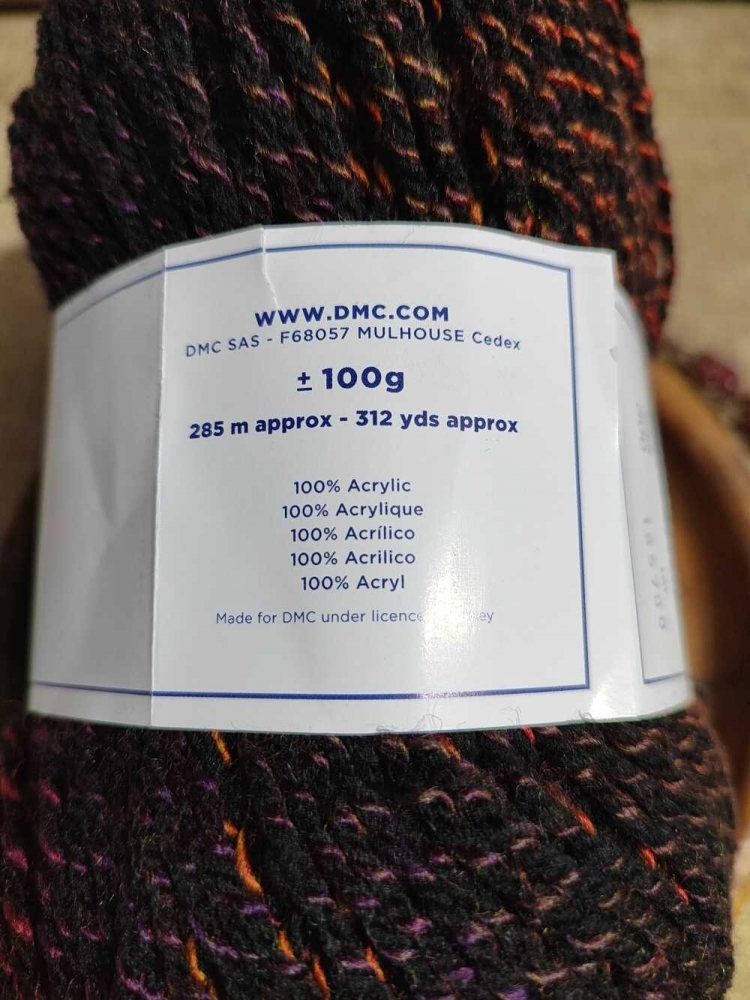 WWW.DMC.COM
DMC SAS - F68057 MULHOUSE Cedex
± 100g
285 m approx - 312 yds approx
100% Acrylic
100% Acrylique
100% Acrílico
100% Acrilico
100% Acryl
Made for DMC under licence